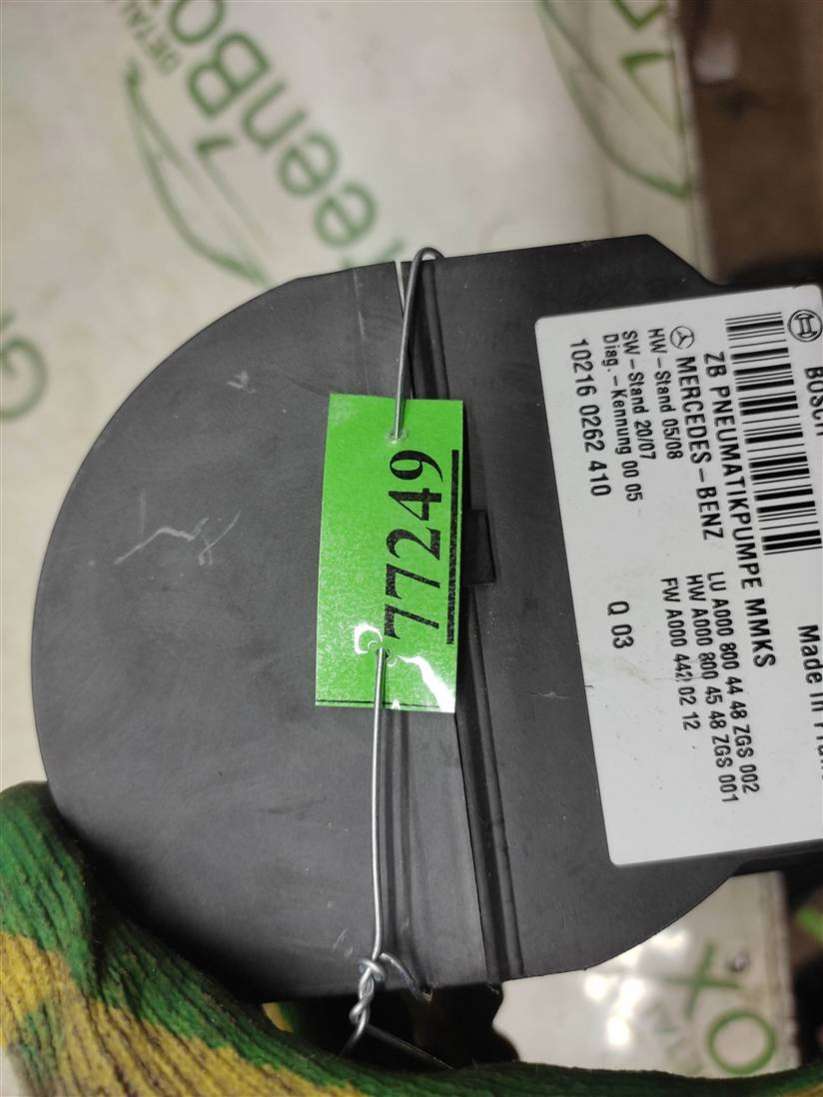 BOSCH
Made in
ZB PNEUMATIKPUMPE MMKS
MERCEDES-BENZ
LU A000 800 44 48 ZGS 002
HW-Stand 05/08
HW A000 800 45 48 ZGS 001
SW-Stand 20/07
FW A000 442 02 12
Diag.-Kennung 00 05
10216 0262 410
Q 03
77249
GreenBox
DETAL